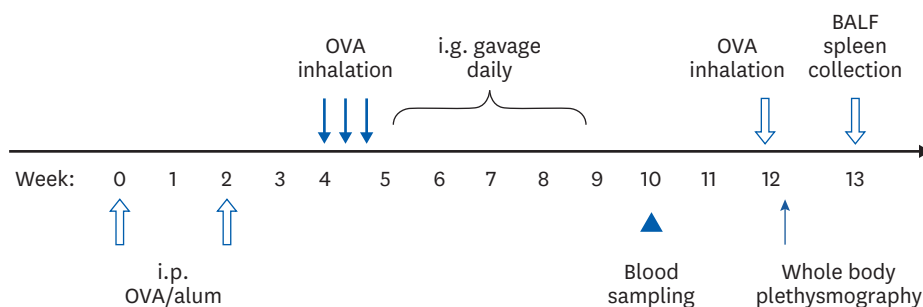 OVA
inhalation
i.g. gavage
daily
OVA
inhalation
BALF
spleen
collection
Week: 0 1 2 3 4 5 6 7 8 9 10 11 12 13
i.p.
OVA/alum
Blood
sampling
Whole body
plethysmography